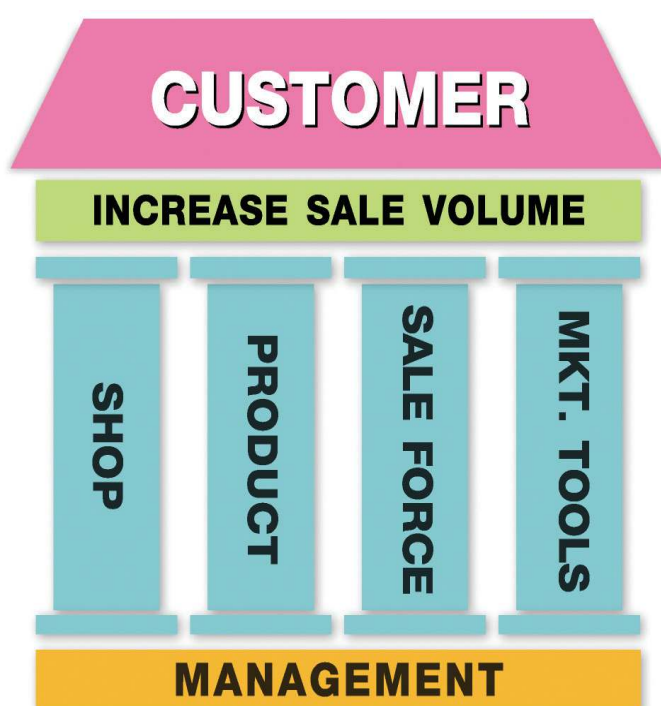 CUSTOMER
INCREASE SALE VOLUME
SHOP
PRODUCT
SALE FORCE
MKT. TOOLS
MANAGEMENT